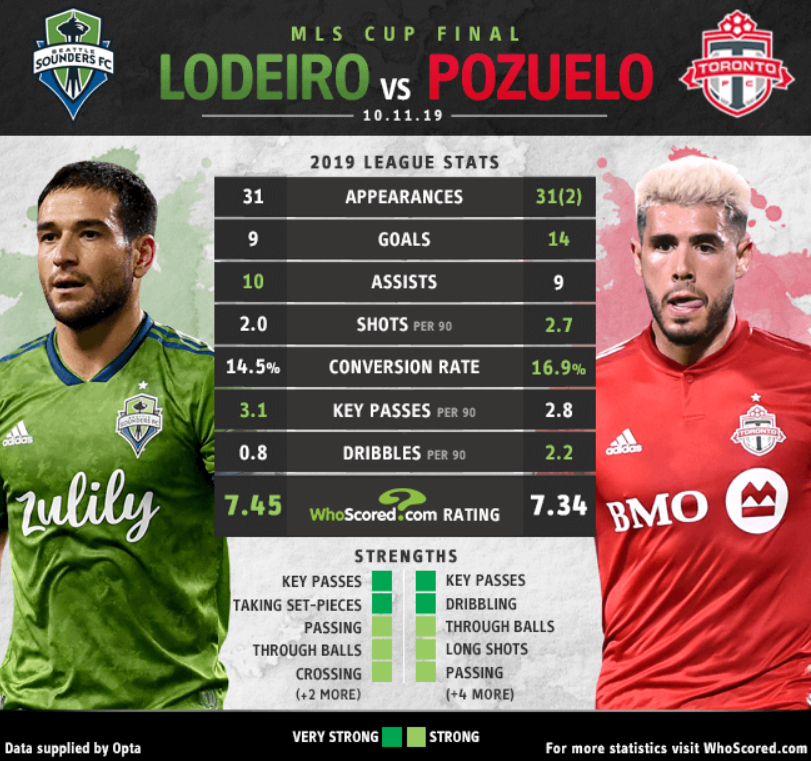 SEATTLE
SOUNDERS FC
MLS CUP FINAL
LODEIRO VS POZUELO
10.11.19
TORONTO
FC
2019 LEAGUE STATS
31 APPEARANCES 31(2)
9 GOALS 14
10 ASSISTS 9
2.0 SHOTS PER 90 2.7
14.5% CONVERSION RATE 16.9%
3.1 KEY PASSES PER 90 2.8
0.8 DRIBBLES PER 90 2.2
7.45 WhoScored.com RATING 7.34
adidas
SOUNDERS FC
zulily
adidas
TORONTO
BMO
STRENGTHS
KEY PASSES KEY PASSES
TAKING SET-PIECES DRIBBLING
PASSING THROUGH BALLS
THROUGH BALLS LONG SHOTS
CROSSING PASSING
(+2 MORE) (+4 MORE)
VERY STRONG STRONG
Data supplied by Opta
For more statistics visit WhoScored.com